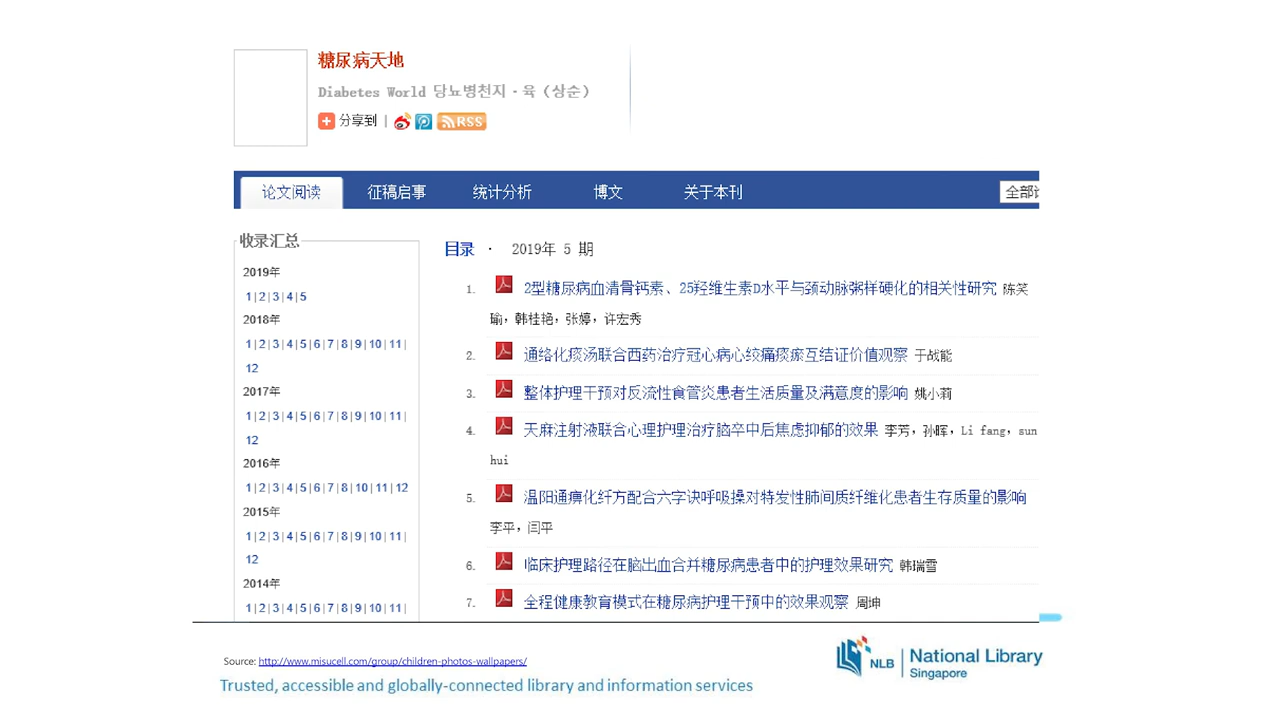 糖尿病天地
Diabetes World 당뇨병천지·육（상순）
分享到 | RSS
论文阅读 征稿启事 统计分析 博文 关于本刊 全部
收录汇总
2019年
1|2|3|4|5
2018年
1|2|3|4|5|6|7|8|9|10|11|
12
2017年
1|2|3|4|5|6|7|8|9|10|11|
12
2016年
1|2|3|4|5|6|7|8|10|11|12
2015年
1|2|3|4|5|6|7|8|9|10|11|
12
2014年
1|2|3|4|5|6|7|8|9|10|11|
目录 · 2019年 5 期
1. 2型糖尿病血清骨钙素、25羟维生素D水平与颈动脉粥样硬化的相关性研究 陈笑
瑜，韩桂艳，张婷，许宏秀
2. 通络化痰汤联合西药治疗冠心病心绞痛痰瘀互结证价值观察 于战能
3. 整体护理干预对反流性食管炎患者生活质量及满意度的影响 姚小莉
4. 天麻注射液联合心理护理治疗脑卒中后焦虑抑郁的效果 李芳，孙晖，Li fang，sun
hui
5. 温阳通痹化纤方配合六字诀呼吸操对特发性肺间质纤维化患者生存质量的影响
李平，闫平
6. 临床护理路径在脑出血合并糖尿病患者中的护理效果研究 韩瑞雪
7. 全程健康教育模式在糖尿病护理干预中的效果观察 周坤
Source: http://www.misucell.com/group/children-photos-wallpapers/
Trusted, accessible and globally-connected library and information services
NLB | National Library
Singapore